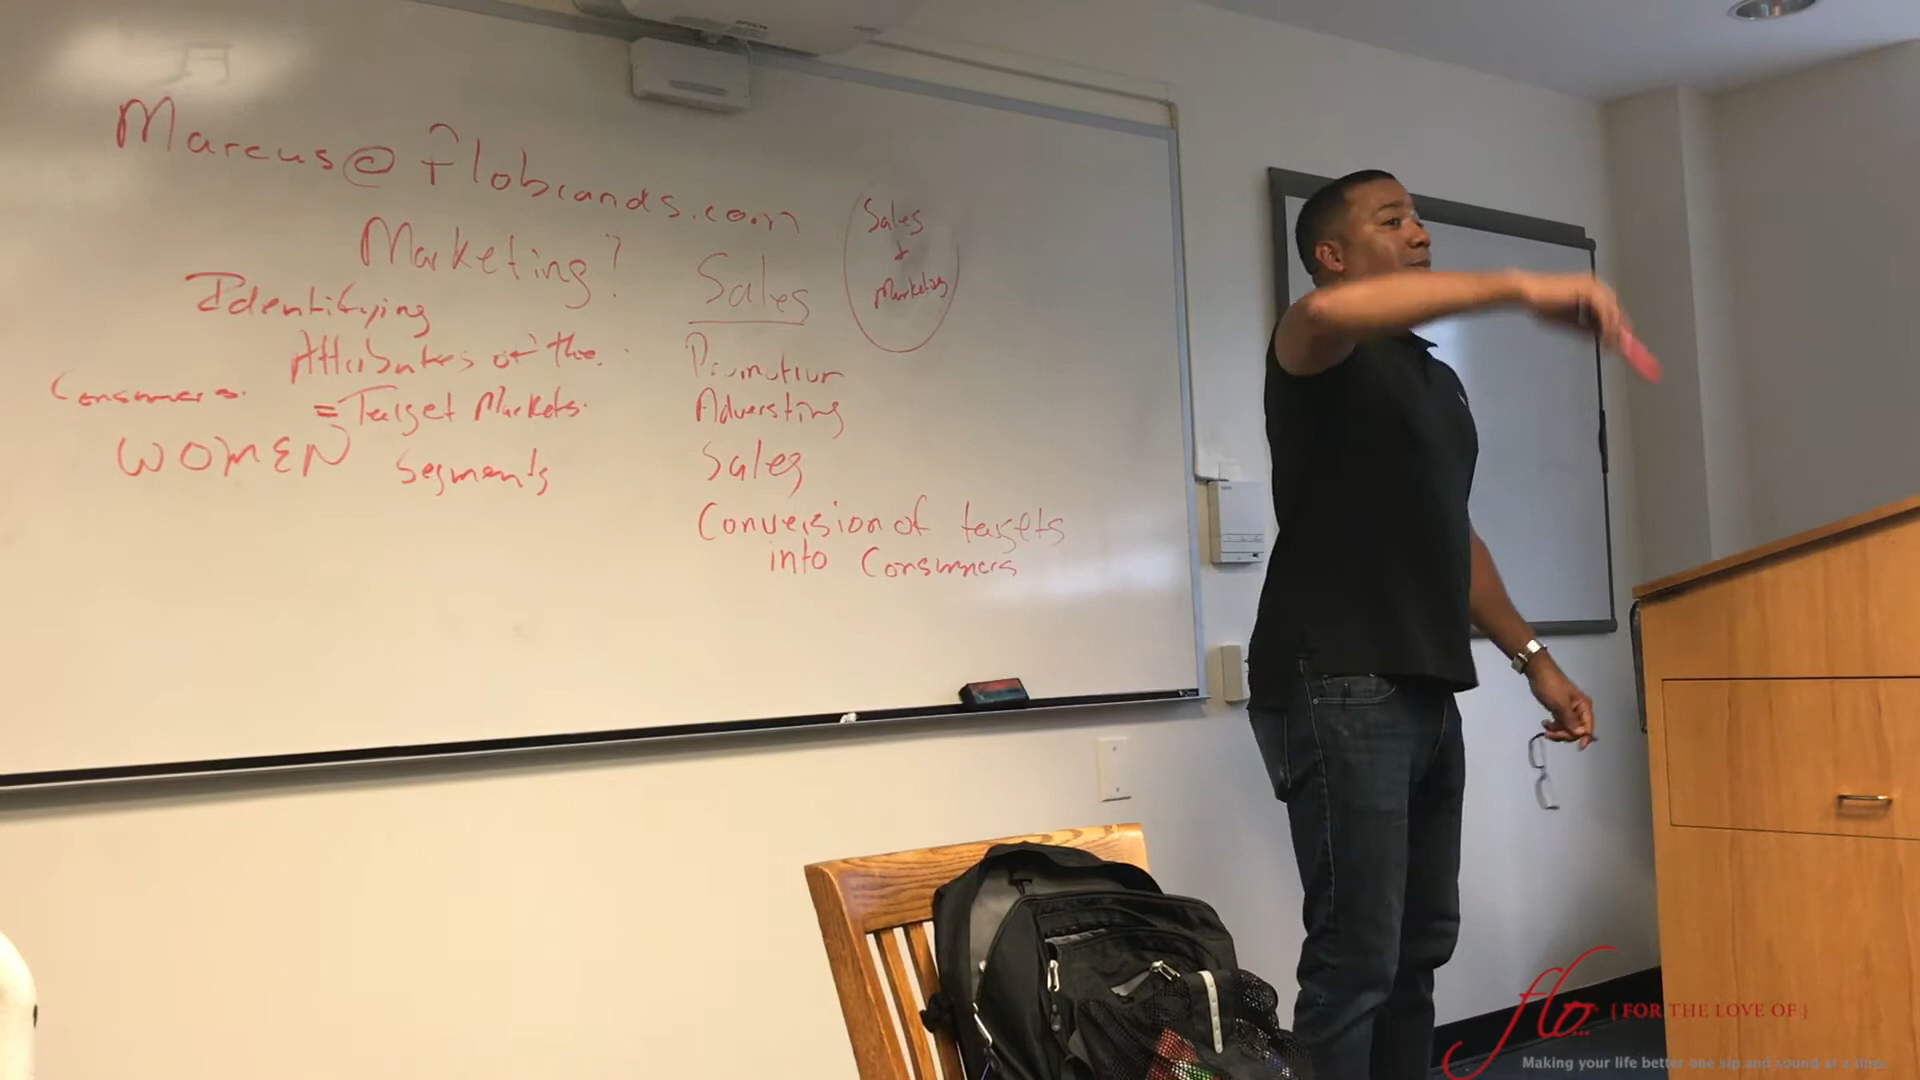 Marcus@flobrands.com
Marketing?
Identifying
Attributes of the
Consumers.
= Target Markets.
WOMEN
Segments
Sales
Promotion
Adversting
Sales
Conversion of targets
into Consumers
Sales
+
Marketing
EPSON
flo...
{FOR THE LOVE OF}
Making your life better one sip and sound at a time